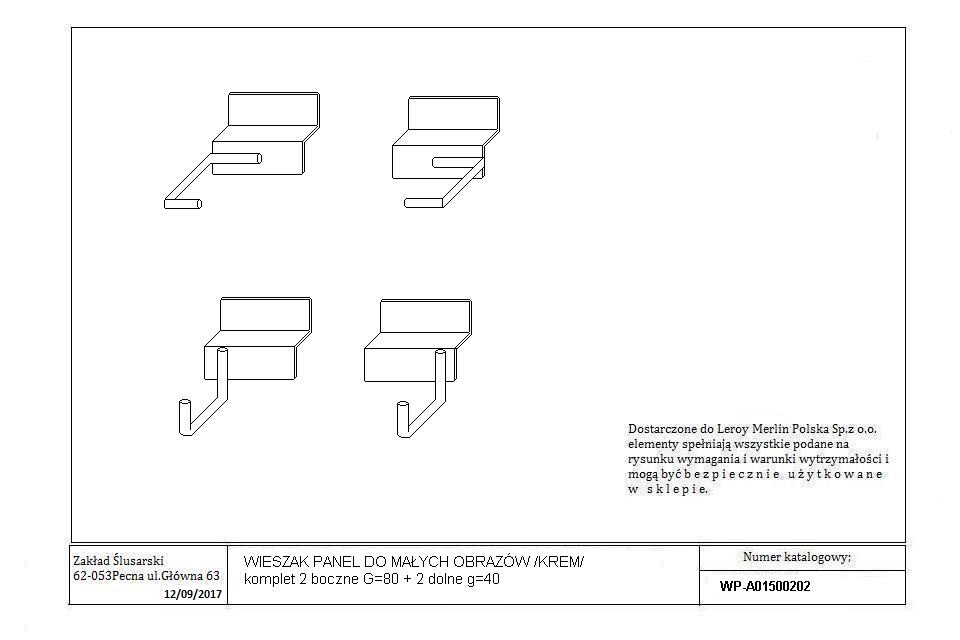 Dostarczone do Leroy Merlin Polska Sp.z o.o.
elementy spełniają wszystkie podane na
rysunku wymagania i warunki wytrzymałości i
mogą być b e z p i e c z n i e u ż y t k o w a n e
w s k l e p i e.
Zakład Ślusarski
62-053Pecna ul.Główna 63
12/09/2017
WIESZAK PANEL DO MAŁYCH OBRAZÓW /KREM/
komplet 2 boczne G=80 + 2 dolne g=40
Numer katalogowy;
WP-A01500202